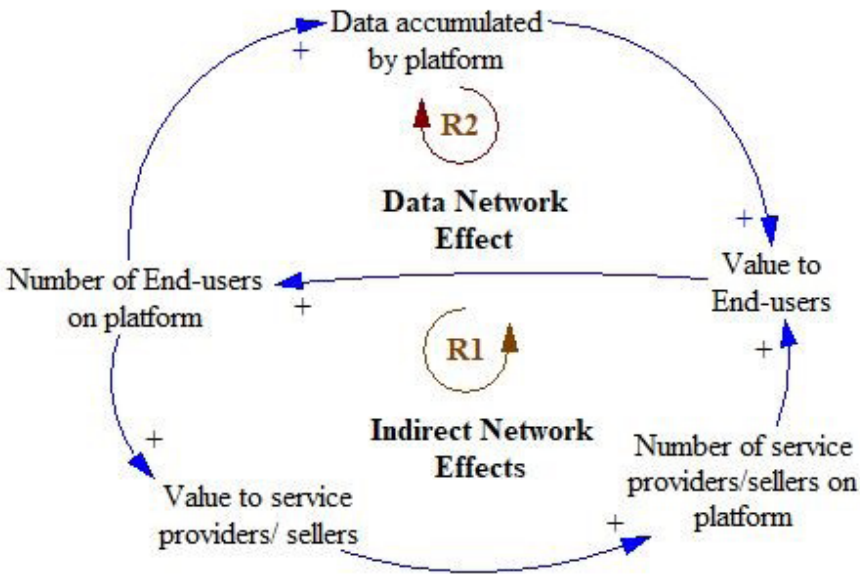 Data accumulated
by platform
+
R2
Data Network
Effect
+
Value to
End-users
Number of End-users
on platform
+
+
R1
Indirect Network
Effects
+
Number of service
providers/sellers on
platform
Value to service
providers/ sellers
+